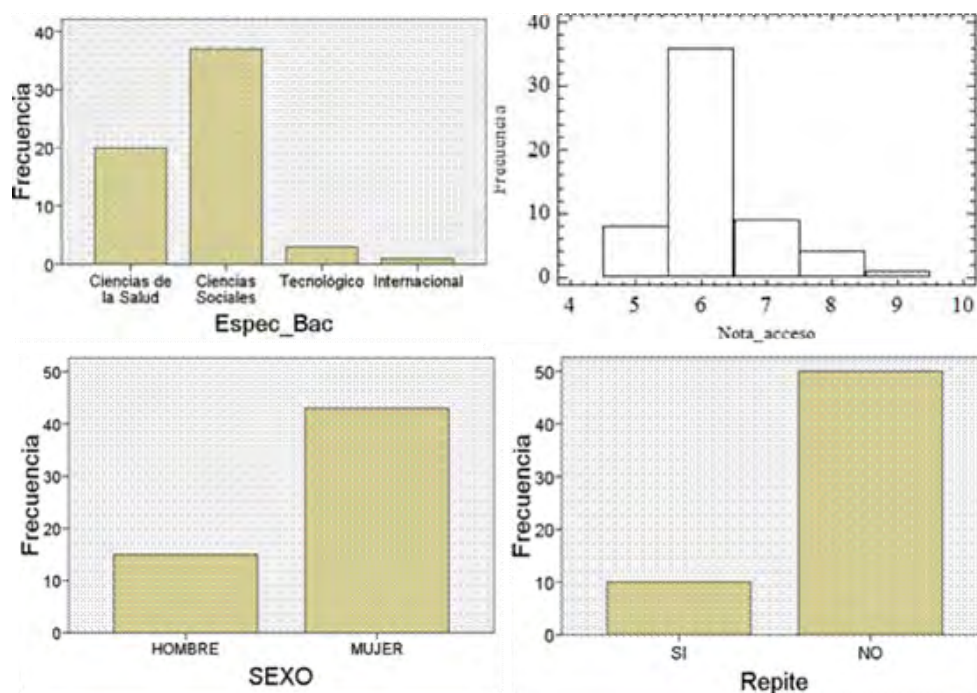 Frecuencia
40
30
20
10
0
Ciencias de la Salud
Ciencias Sociales
Tecnológico
Internacional
Espec_Bac
Frecuencia
40
30
20
10
0
4 5 6 7 8 9 10
Nota_acceso
Frecuencia
50
40
30
20
10
0
HOMBRE MUJER
SEXO
Frecuencia
50
40
30
20
10
0
SI NO
Repite